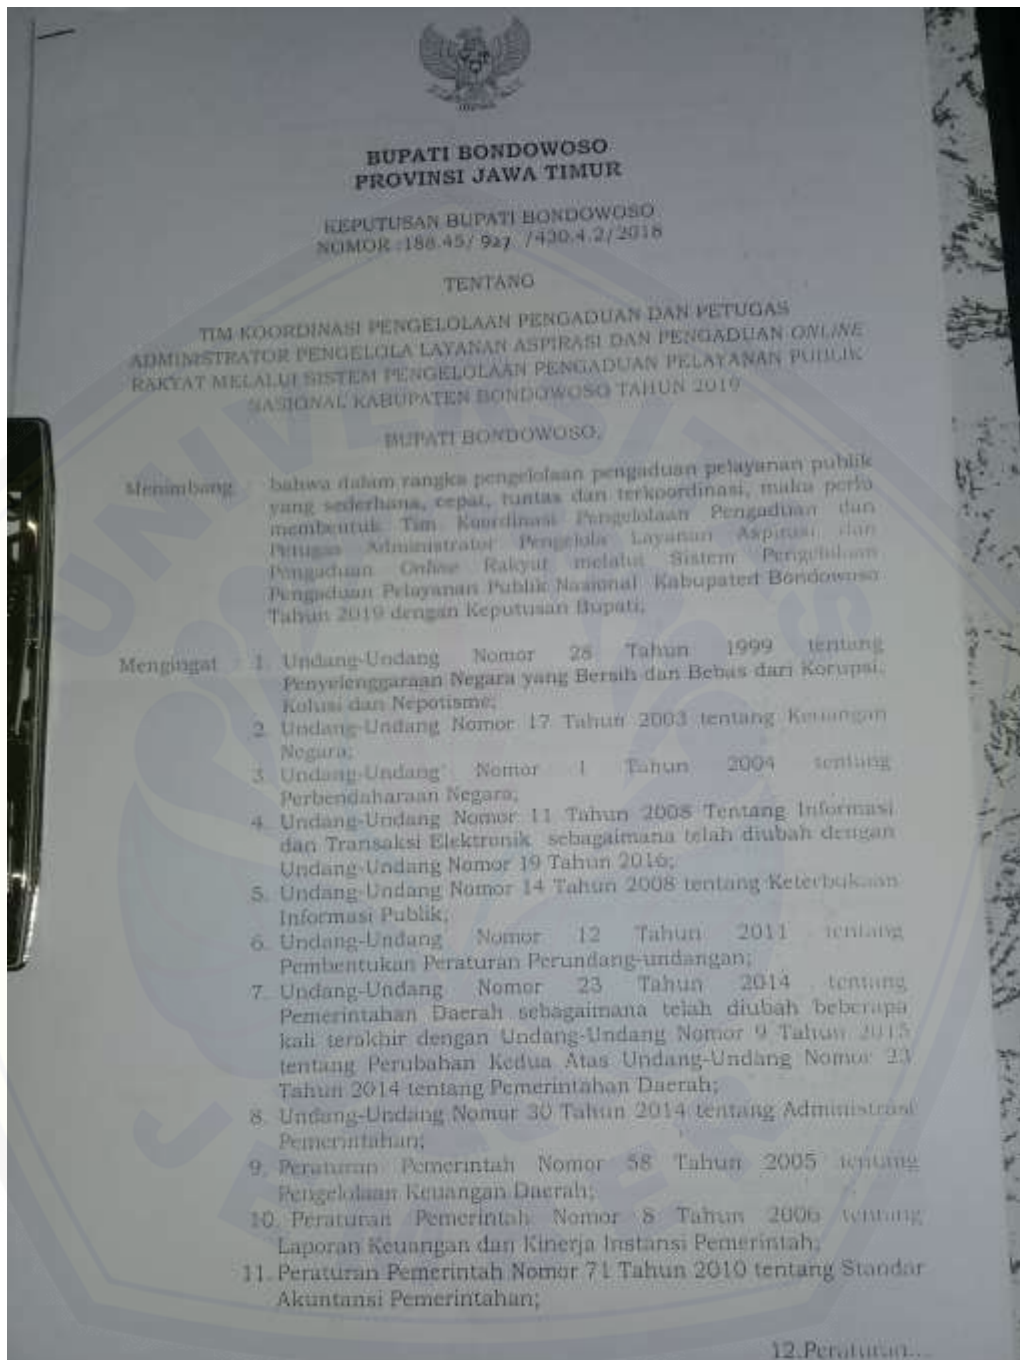 BUPATI BONDOWOSO
PROVINSI JAWA TIMUR
KEPUTUSAN BUPATI BONDOWOSO
NOMOR :188.45/ 927 /430.4.2/2018
TENTANG
TIM KOORDINASI PENGELOLAAN PENGADUAN DAN PETUGAS
ADMINISTRATOR PENGELOLA LAYANAN ASPIRASI DAN PENGADUAN ONLINE
RAKYAT MELALUI SISTEM PENGELOLAAN PENGADUAN PELAYANAN PUBLIK
NASIONAL KABUPATEN BONDOWOSO TAHUN 2019
BUPATI BONDOWOSO,
Menimbang : bahwa dalam rangka pengelolaan pengaduan pelayanan publik
yang sederhana, cepat, tuntas dan terkoordinasi, maka perlu
membentuk Tim Koordinasi Pengelolaan Pengaduan dan
Petugas Administrator Pengelola Layanan Aspirasi dan
Pengaduan Online Rakyat melalui Sistem Pengelolaan
Pengaduan Pelayanan Publik Nasional Kabupaten Bondowoso
Tahun 2019 dengan Keputusan Bupati;
Mengingat : 1. Undang-Undang Nomor 28 Tahun 1999 tentang
Penyelenggaraan Negara yang Bersih dan Bebas dari Korupsi,
Kolusi dan Nepotisme;
2. Undang-Undang Nomor 17 Tahun 2003 tentang Keuangan
Negara;
3. Undang-Undang Nomor 1 Tahun 2004 tentang
Perbendaharaan Negara;
4. Undang-Undang Nomor 11 Tahun 2008 Tentang Informasi
dan Transaksi Elektronik sebagaimana telah diubah dengan
Undang-Undang Nomor 19 Tahun 2016;
5. Undang-Undang Nomor 14 Tahun 2008 tentang Keterbukaan
Informasi Publik;
6. Undang-Undang Nomor 12 Tahun 2011 tentang
Pembentukan Peraturan Perundang-undangan;
7. Undang-Undang Nomor 23 Tahun 2014 tentang
Pemerintahan Daerah sebagaimana telah diubah beberapa
kali terakhir dengan Undang-Undang Nomor 9 Tahun 2015
tentang Perubahan Kedua Atas Undang-Undang Nomor 23
Tahun 2014 tentang Pemerintahan Daerah;
8. Undang-Undang Nomor 30 Tahun 2014 tentang Administrasi
Pemerintahan;
9. Peraturan Pemerintah Nomor 58 Tahun 2005 tentang
Pengelolaan Keuangan Daerah;
10. Peraturan Pemerintah Nomor 8 Tahun 2006 tentang
Laporan Keuangan dan Kinerja Instansi Pemerintah;
11. Peraturan Pemerintah Nomor 71 Tahun 2010 tentang Standar
Akuntansi Pemerintahan;
12.Peraturan....
UNIVERSITAS
JEMBER